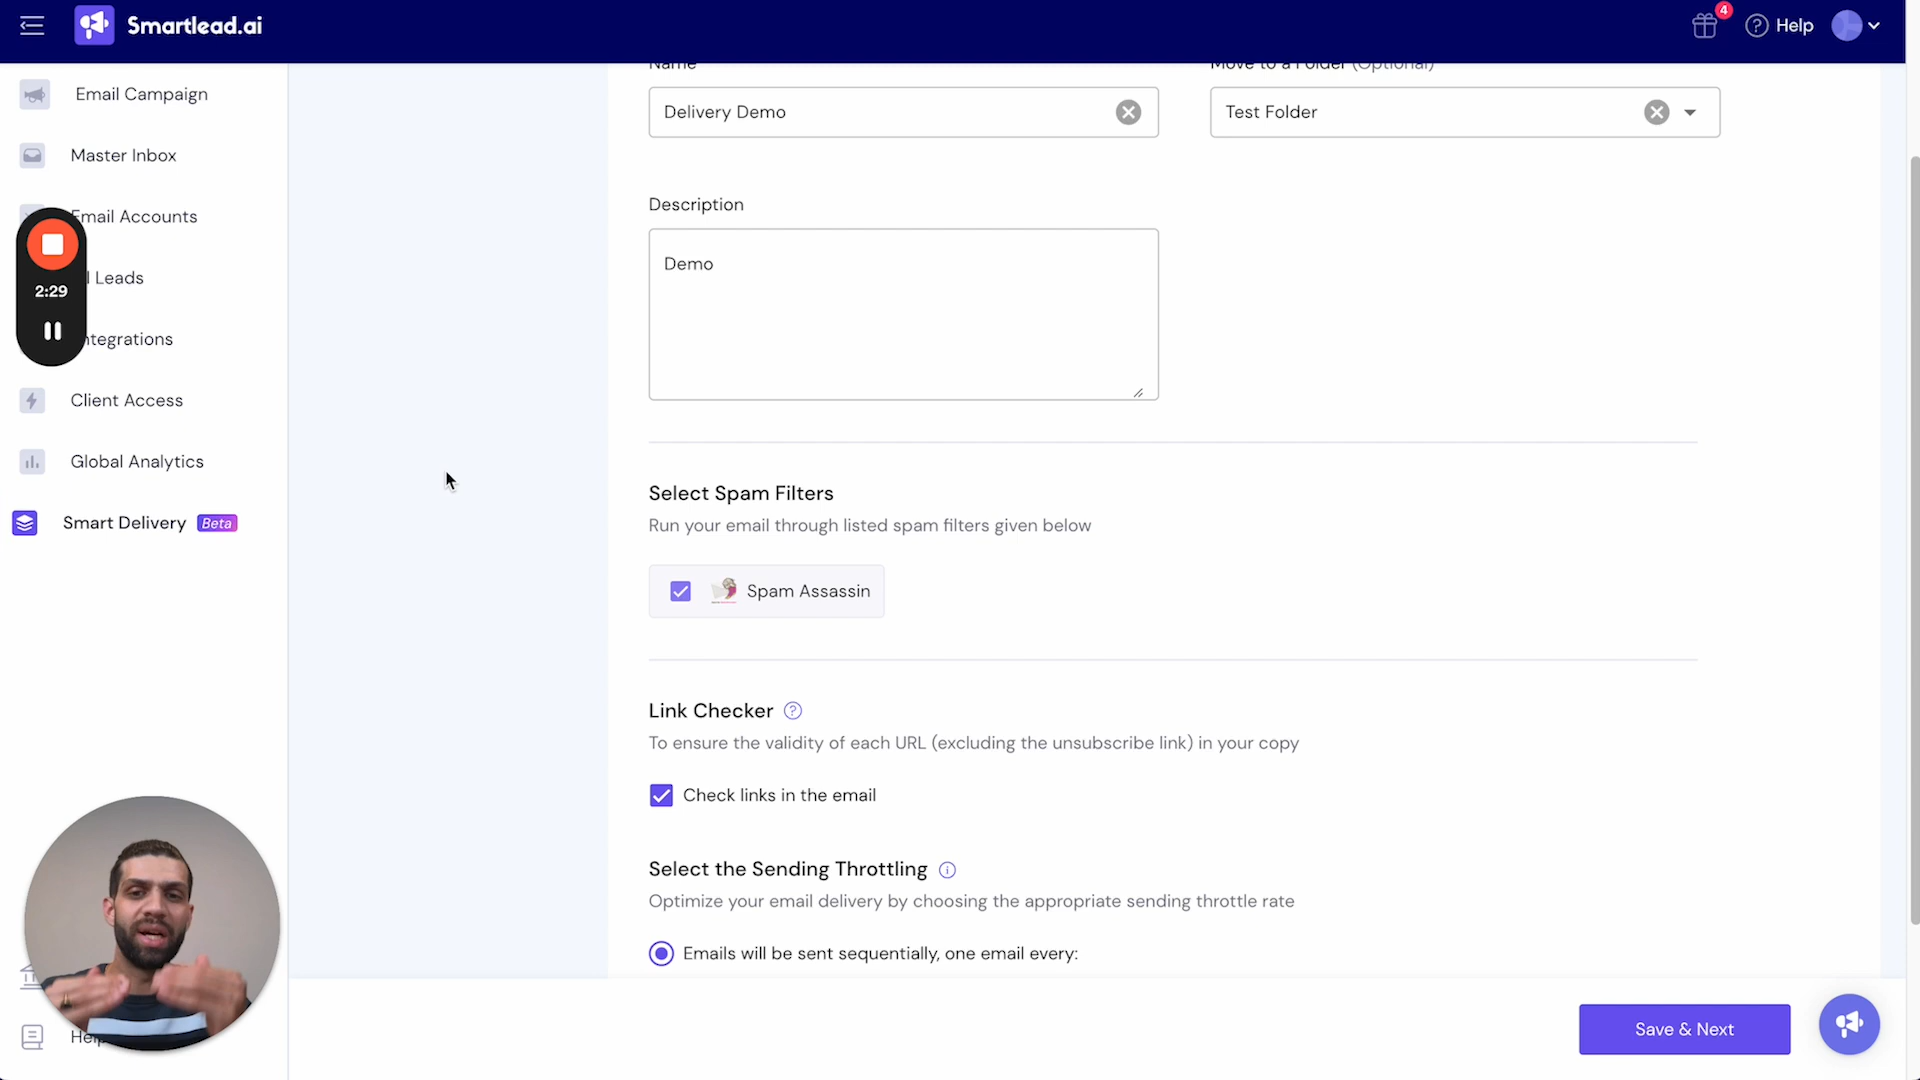 Smartlead.ai
4
Help
Email Campaign
Master Inbox
Email Accounts
Leads
Integrations
Client Access
Global Analytics
Smart Delivery Beta
2:29
Name
Move to a Folder (Optional)
Delivery Demo
Test Folder
Description
Demo
Select Spam Filters
Run your email through listed spam filters given below
Spam Assassin
Link Checker
To ensure the validity of each URL (excluding the unsubscribe link) in your copy
Check links in the email
Select the Sending Throttling
Optimize your email delivery by choosing the appropriate sending throttle rate
Emails will be sent sequentially, one email every:
Help
Save & Next